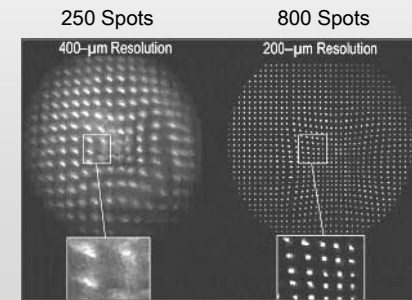 250 Spots
800 Spots
400–µm Resolution
200–µm Resolution